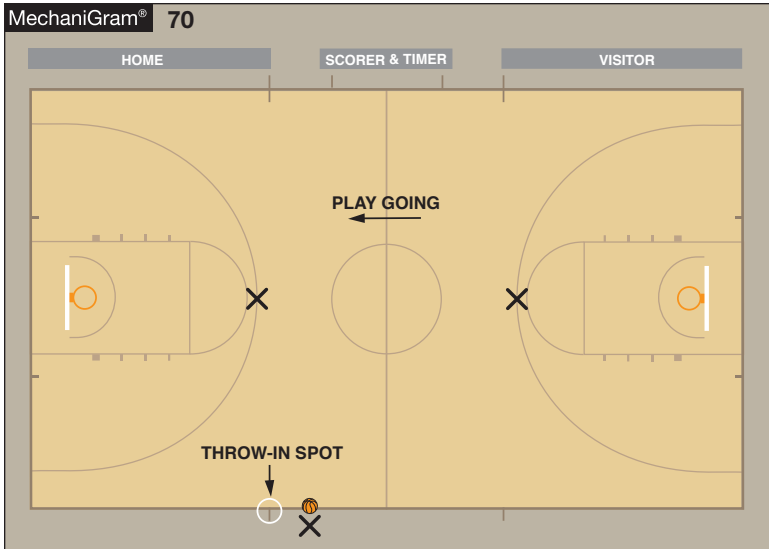 MechaniGram® 70
HOME
SCORER & TIMER
VISITOR
PLAY GOING
THROW-IN SPOT